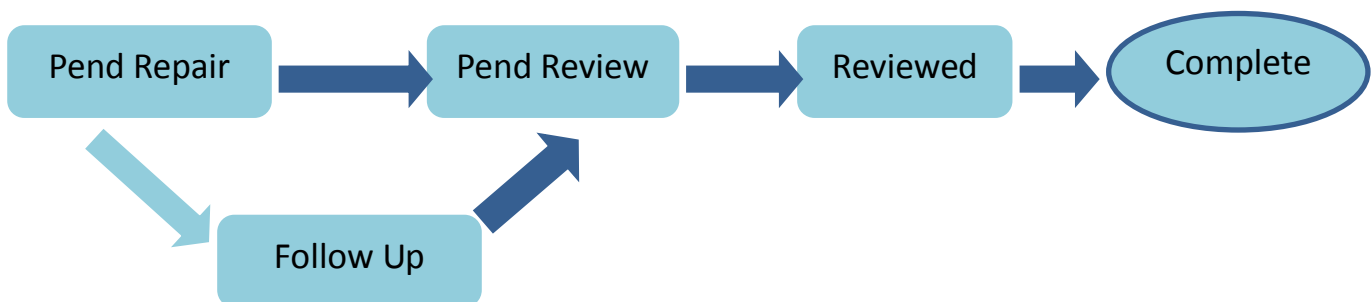 Pend Repair
Pend Review
Reviewed
Complete
Follow Up